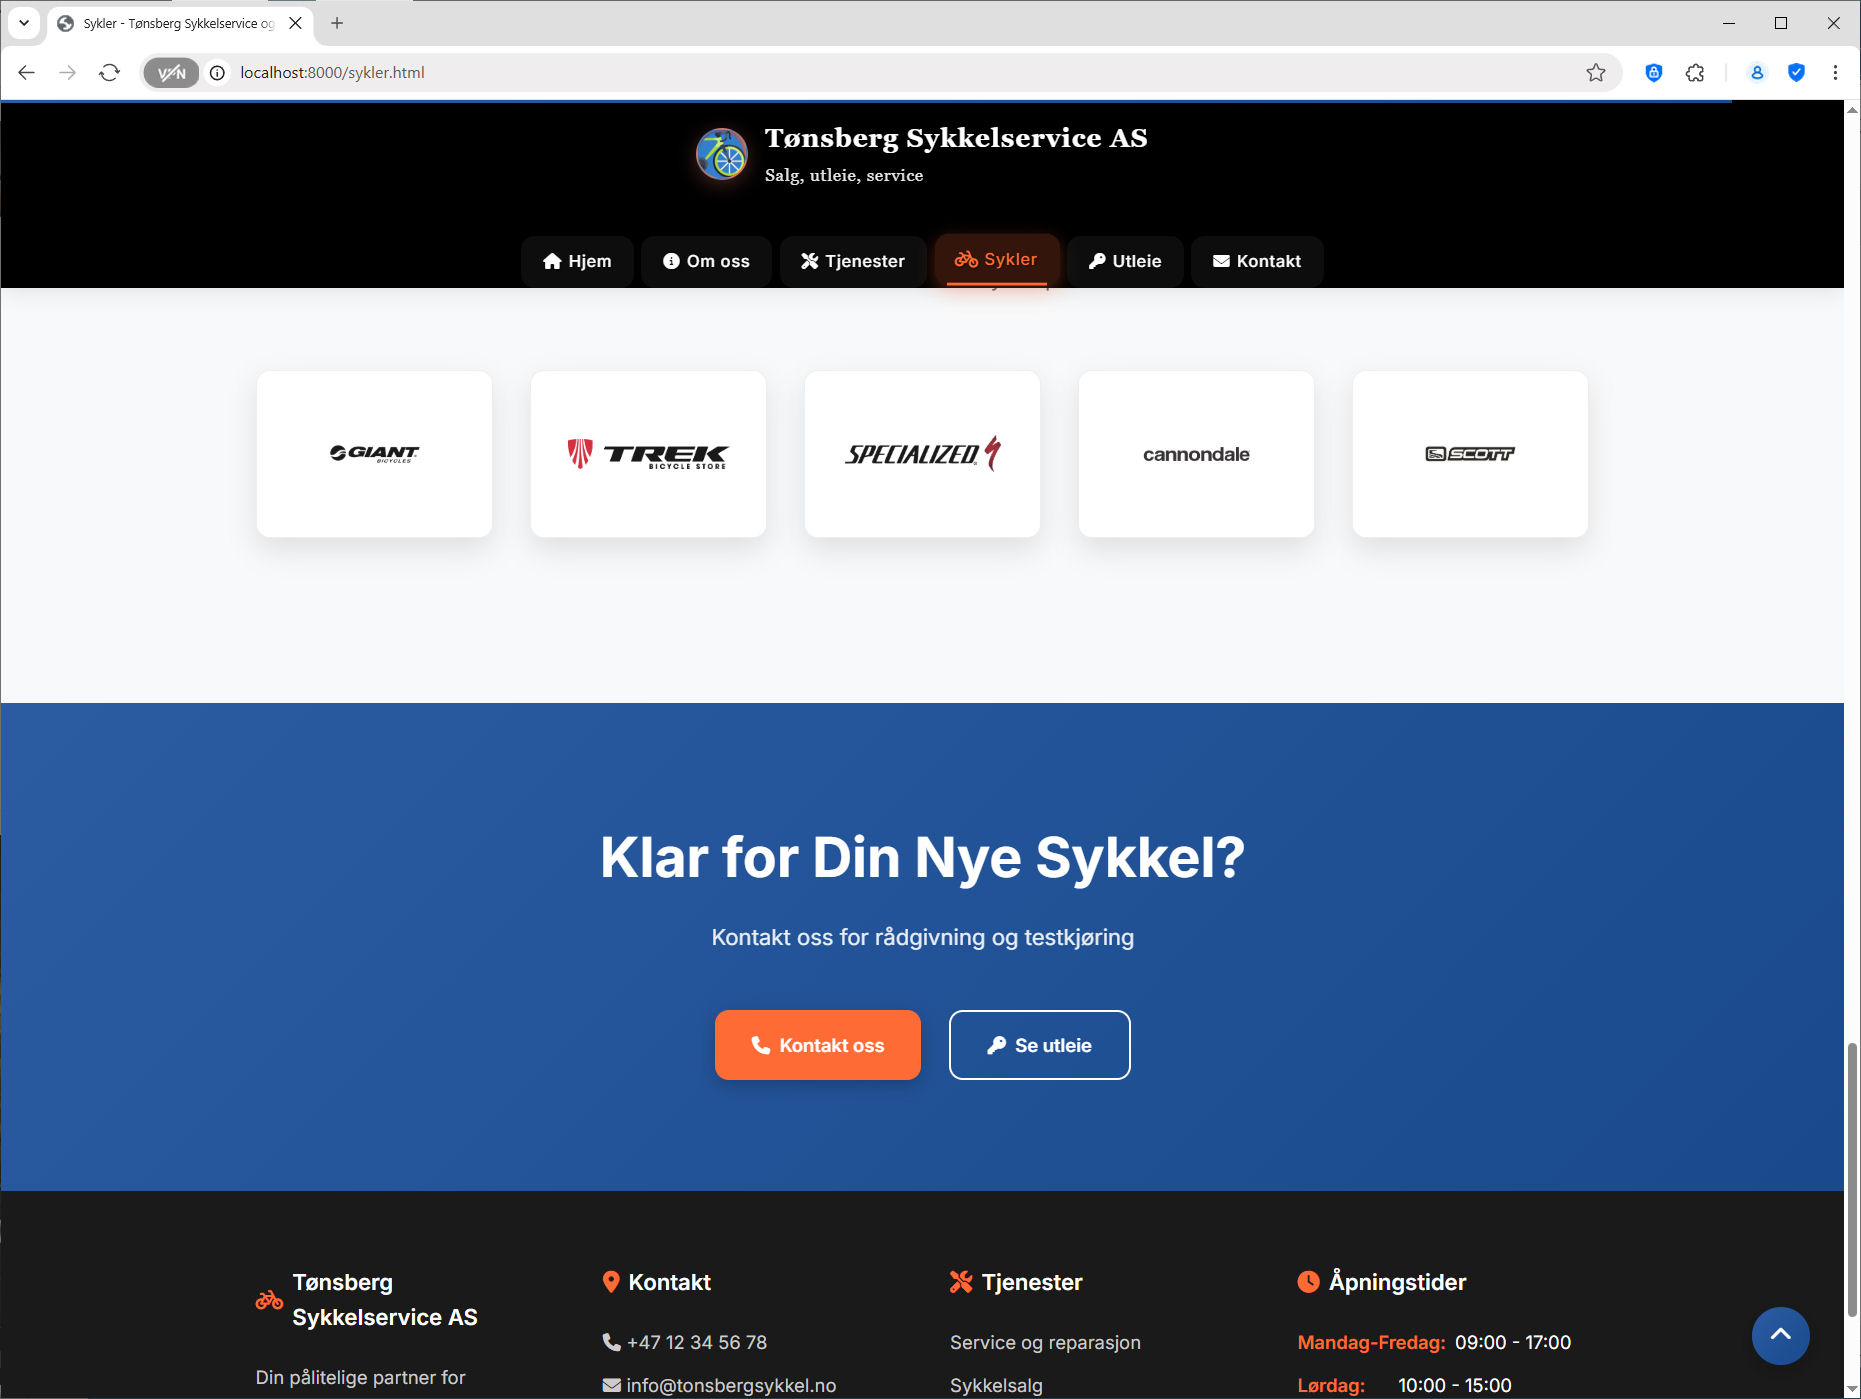 Sykler - Tønsberg Sykkelservice og
VPN
localhost:8000/sykler.html
Tønsberg Sykkelservice AS
Salg, utleie, service
Hjem
Om oss
Tjenester
Sykler
Utleie
Kontakt
GIANT
BICYCLES
TREK
BICYCLE STORE
SPECIALIZED
cannondale
SCOTT
Klar for Din Nye Sykkel?
Kontakt oss for rådgivning og testkjøring
Kontakt oss
Se utleie
Tønsberg
Sykkelservice AS
Din pålitelige partner for
Kontakt
+47 12 34 56 78
info@tonsbergsykkel.no
Tjenester
Service og reparasjon
Sykkelsalg
Åpningstider
Mandag-Fredag: 09:00 - 17:00
Lørdag: 10:00 - 15:00